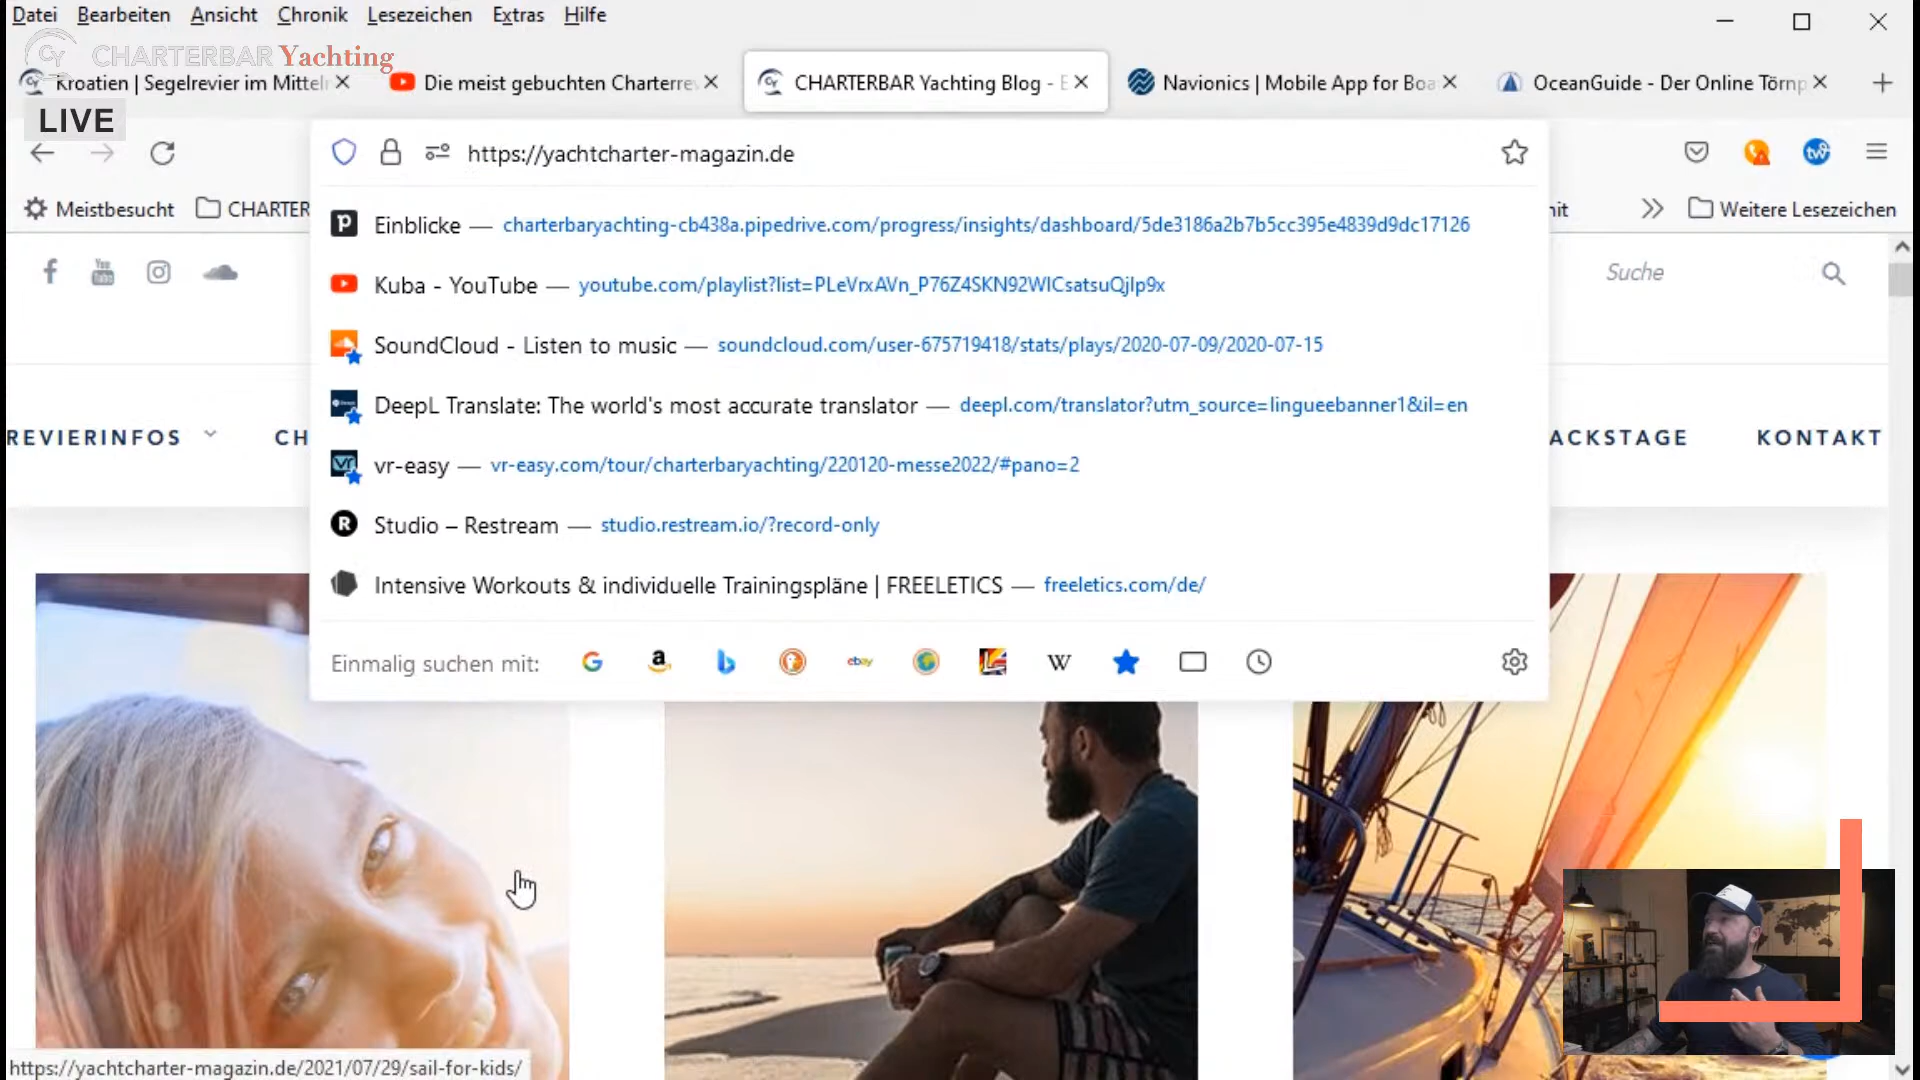 Datei Bearbeiten Ansicht Chronik Lesezeichen Extras Hilfe
CY CHARTERBAR Yachting
Kroatien | Segelrevier im Mitteln
Die meist gebuchten Charterrev
CHARTERBAR Yachting Blog - E
Navionics | Mobile App for Boa
OceanGuide - Der Online Törnp
LIVE
https://yachtcharter-magazin.de
Meistbesucht
CHARTER
nit
Weitere Lesezeichen
Einblicke — charterbaryachting-cb438a.pipedrive.com/progress/insights/dashboard/5de3186a2b7b5cc395e4839d9dc17126
Suche
Kuba - YouTube — youtube.com/playlist?list=PLeVrxAVn_P76Z4SKN92WICsatsuQjlp9x
SoundCloud - Listen to music — soundcloud.com/user-675719418/stats/plays/2020-07-09/2020-07-15
DeepL Translate: The world's most accurate translator — deepl.com/translator?utm_source=lingueebanner1&il=en
REVIERINFOS
CH
ACKSTAGE
KONTAKT
vr-easy — vr-easy.com/tour/charterbaryachting/220120-messe2022/#pano=2
Studio – Restream — studio.restream.io/?record-only
Intensive Workouts & individuelle Trainingspläne | FREELETICS — freeletics.com/de/
Einmalig suchen mit:
https://yachtcharter-magazin.de/2021/07/29/sail-for-kids/